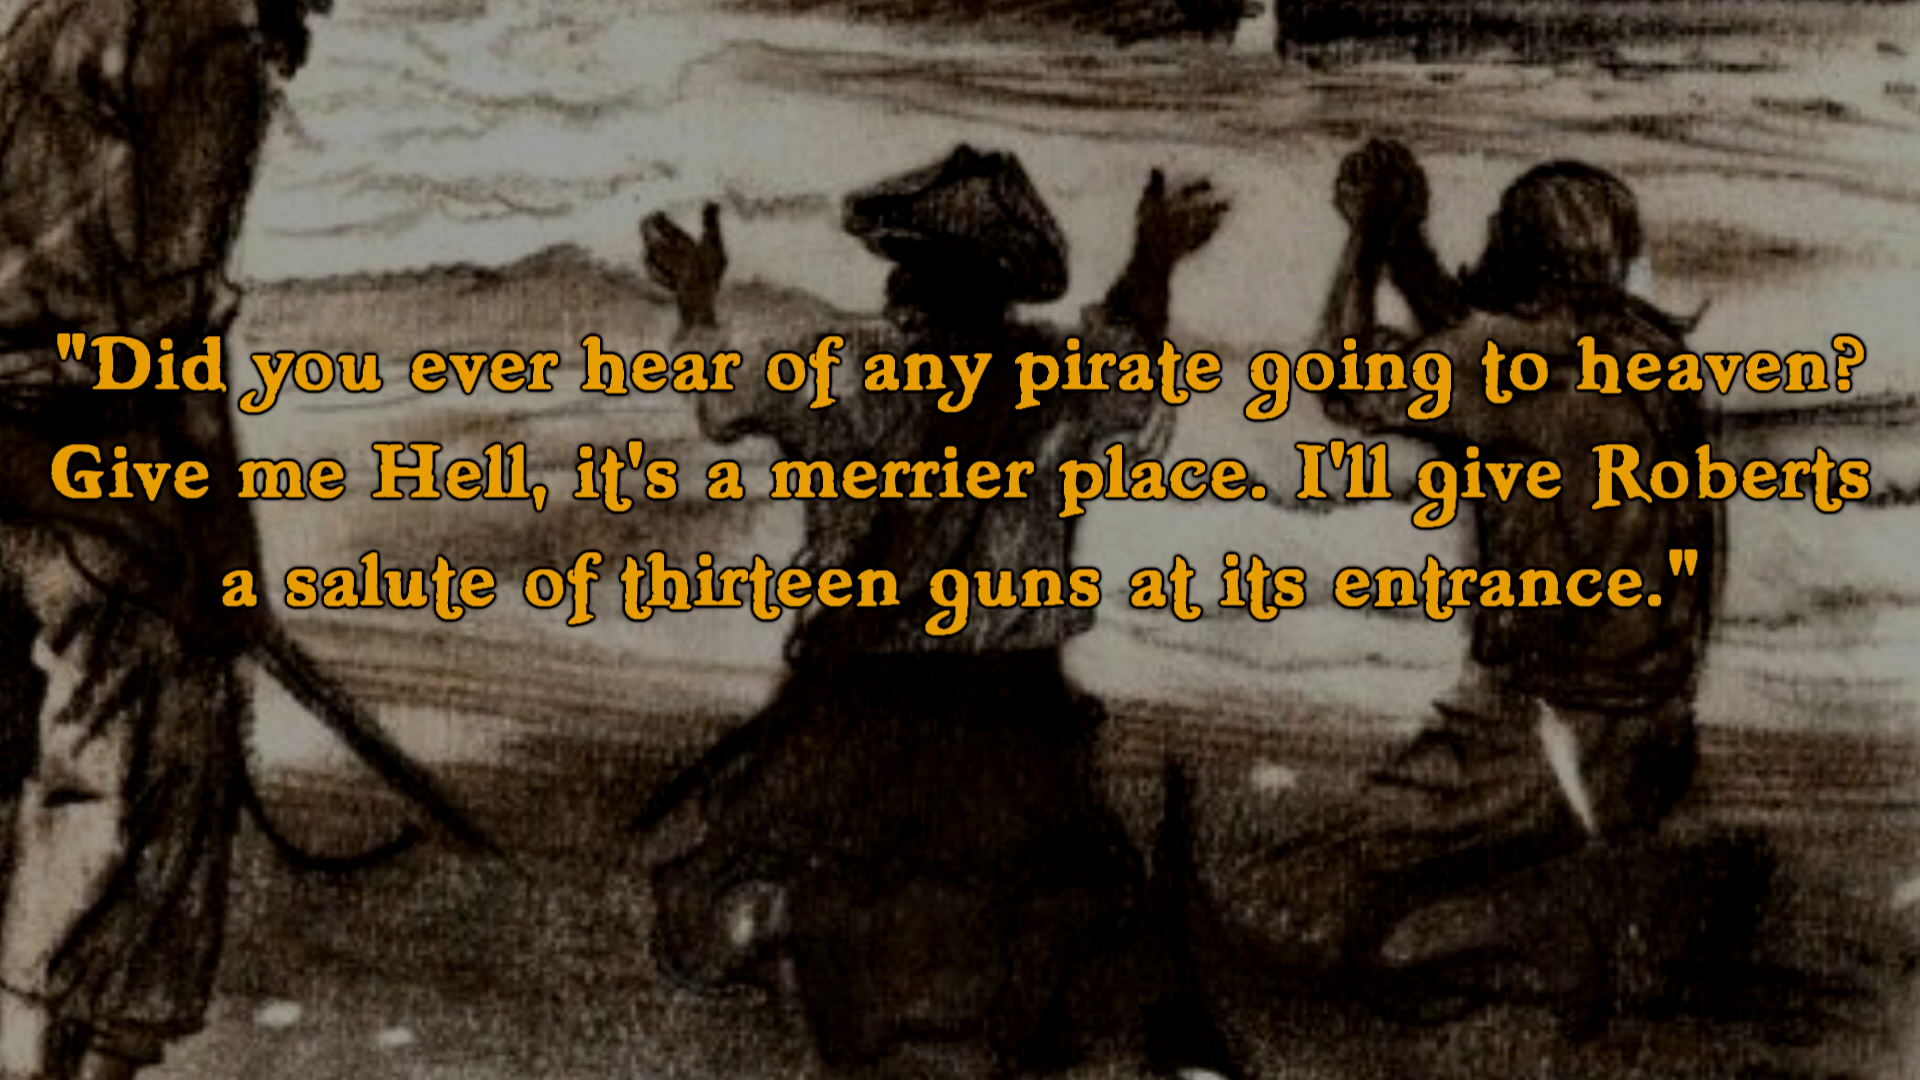 "Did you ever hear of any pirate going to heaven?
Give me Hell, it's a merrier place. I'll give Roberts
a salute of thirteen guns at its entrance."